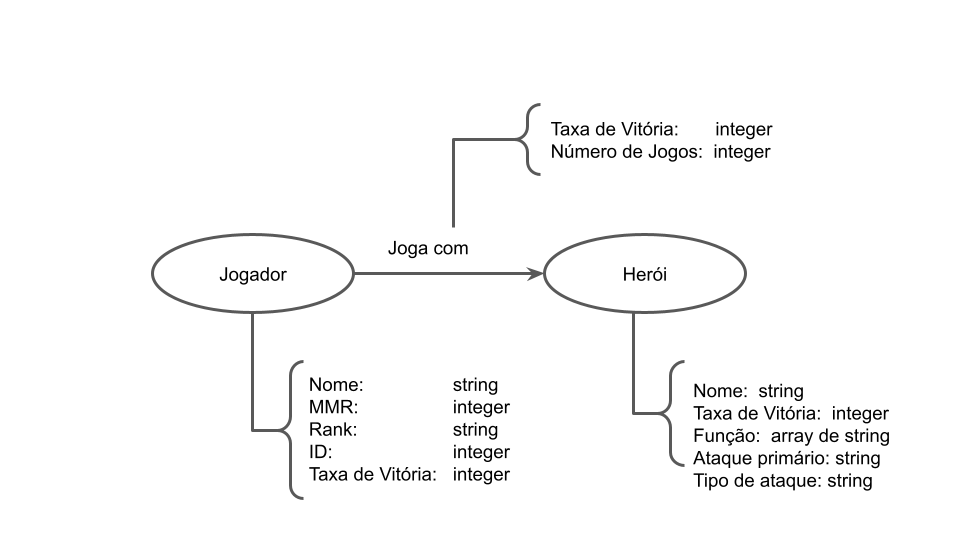 Taxa de Vitória: integer
Número de Jogos: integer
Joga com
Jogador
Herói
Nome: string
MMR: integer
Rank: string
ID: integer
Taxa de Vitória: integer
Nome: string
Taxa de Vitória: integer
Função: array de string
Ataque primário: string
Tipo de ataque: string